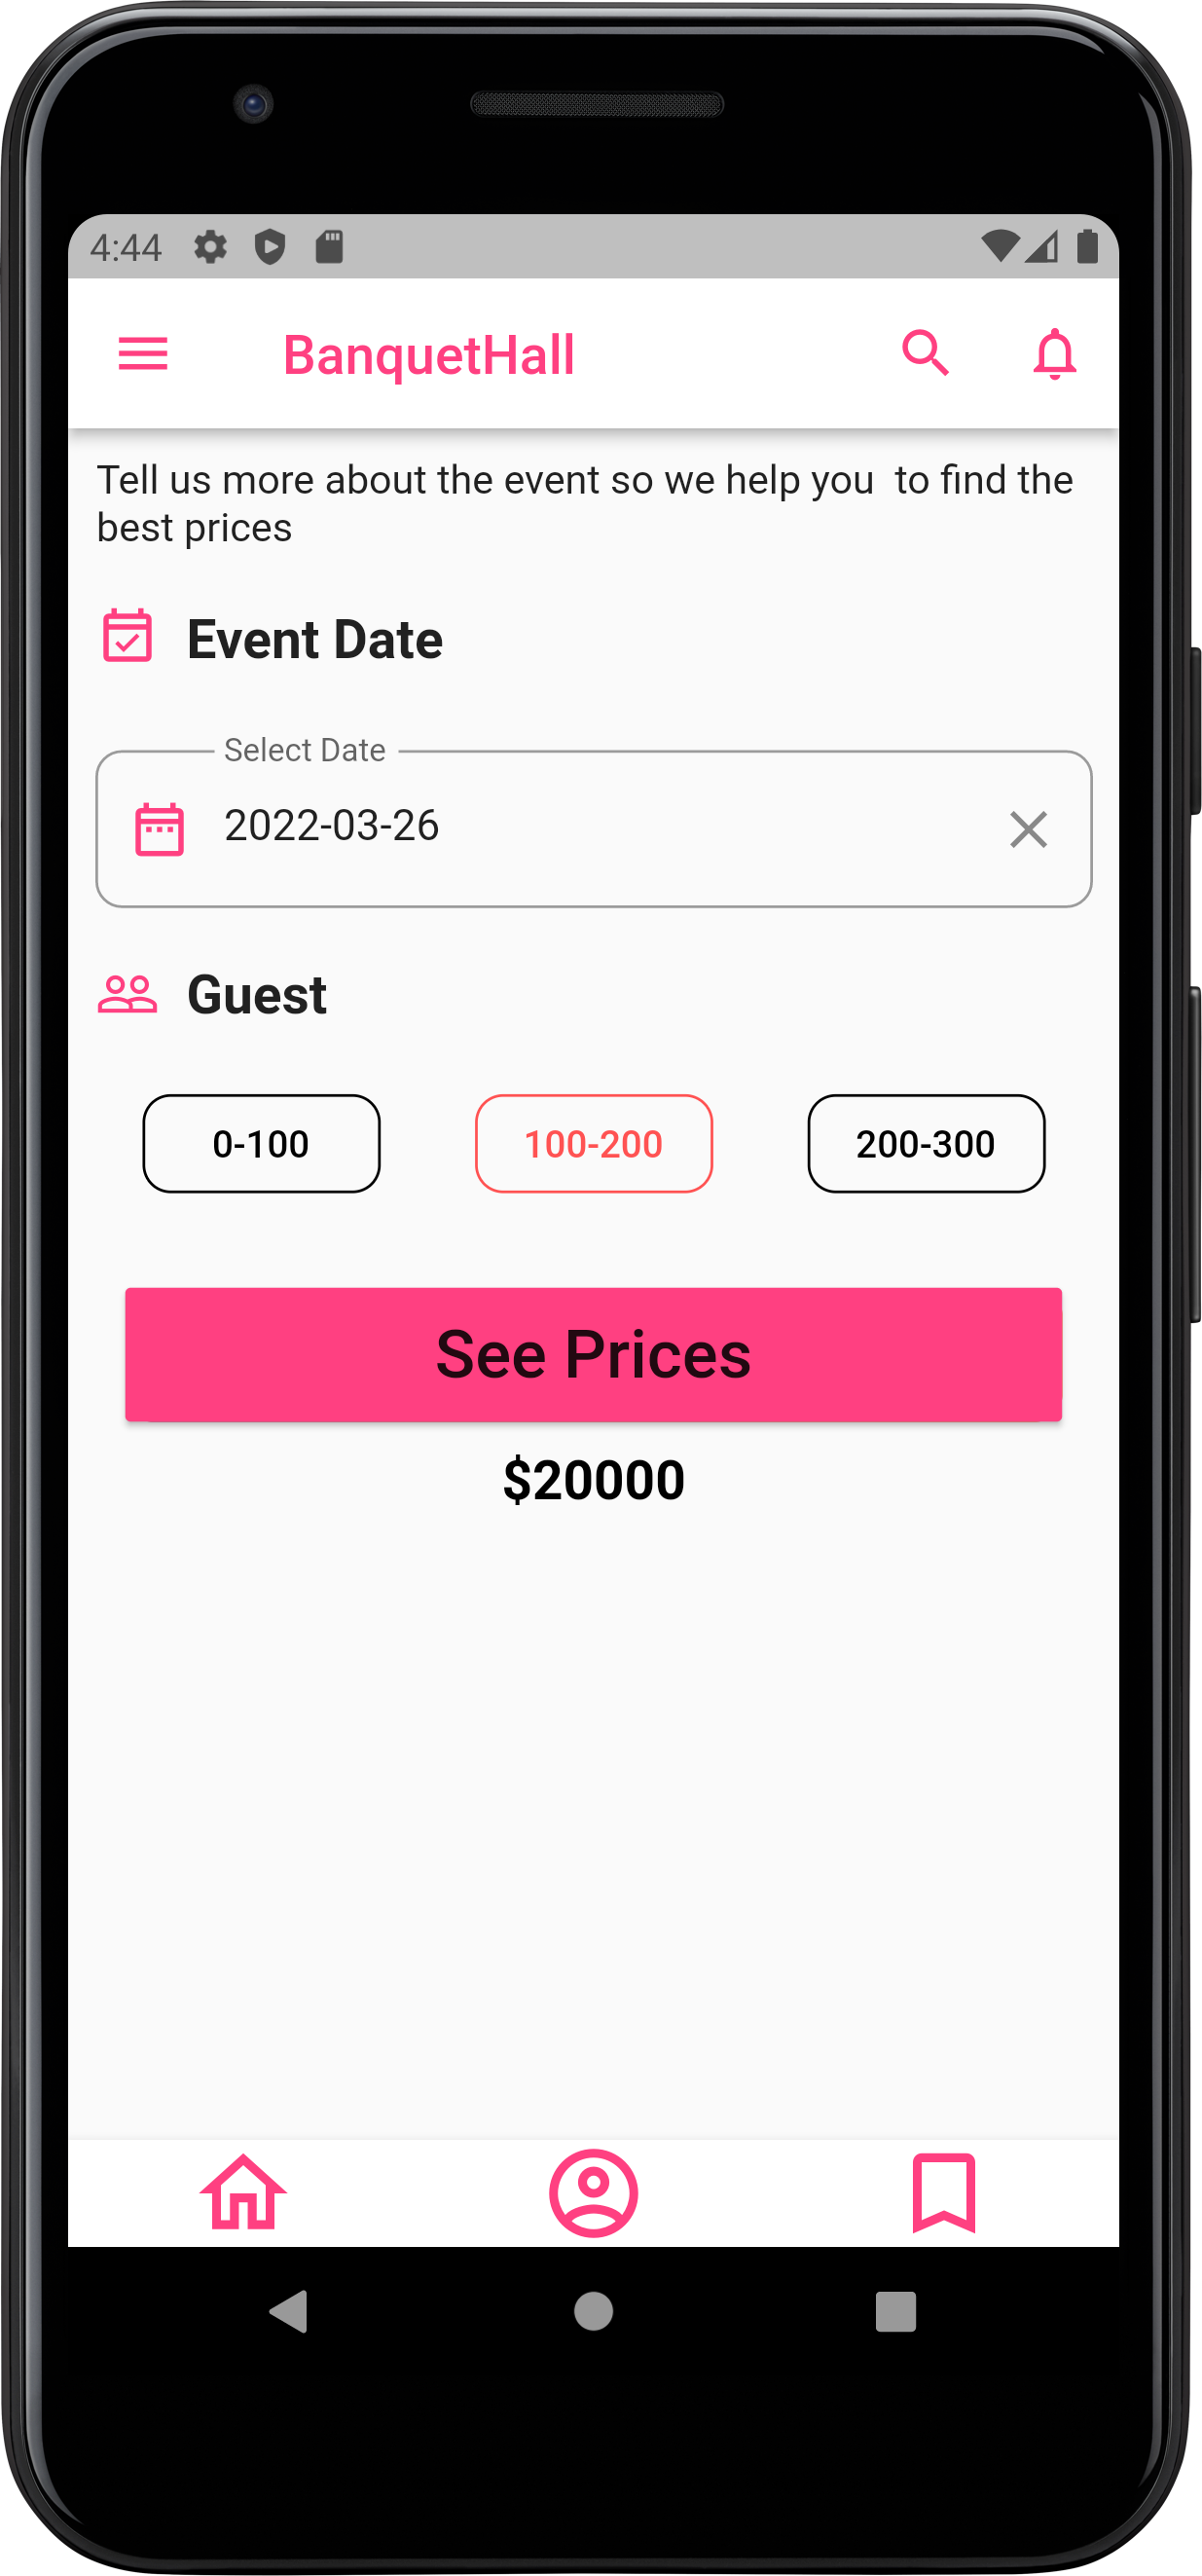 4:44
BanquetHall
Tell us more about the event so we help you  to find the
best prices
Event Date
Select Date
2022-03-26
Guest
0-100
100-200
200-300
See Prices
$20000